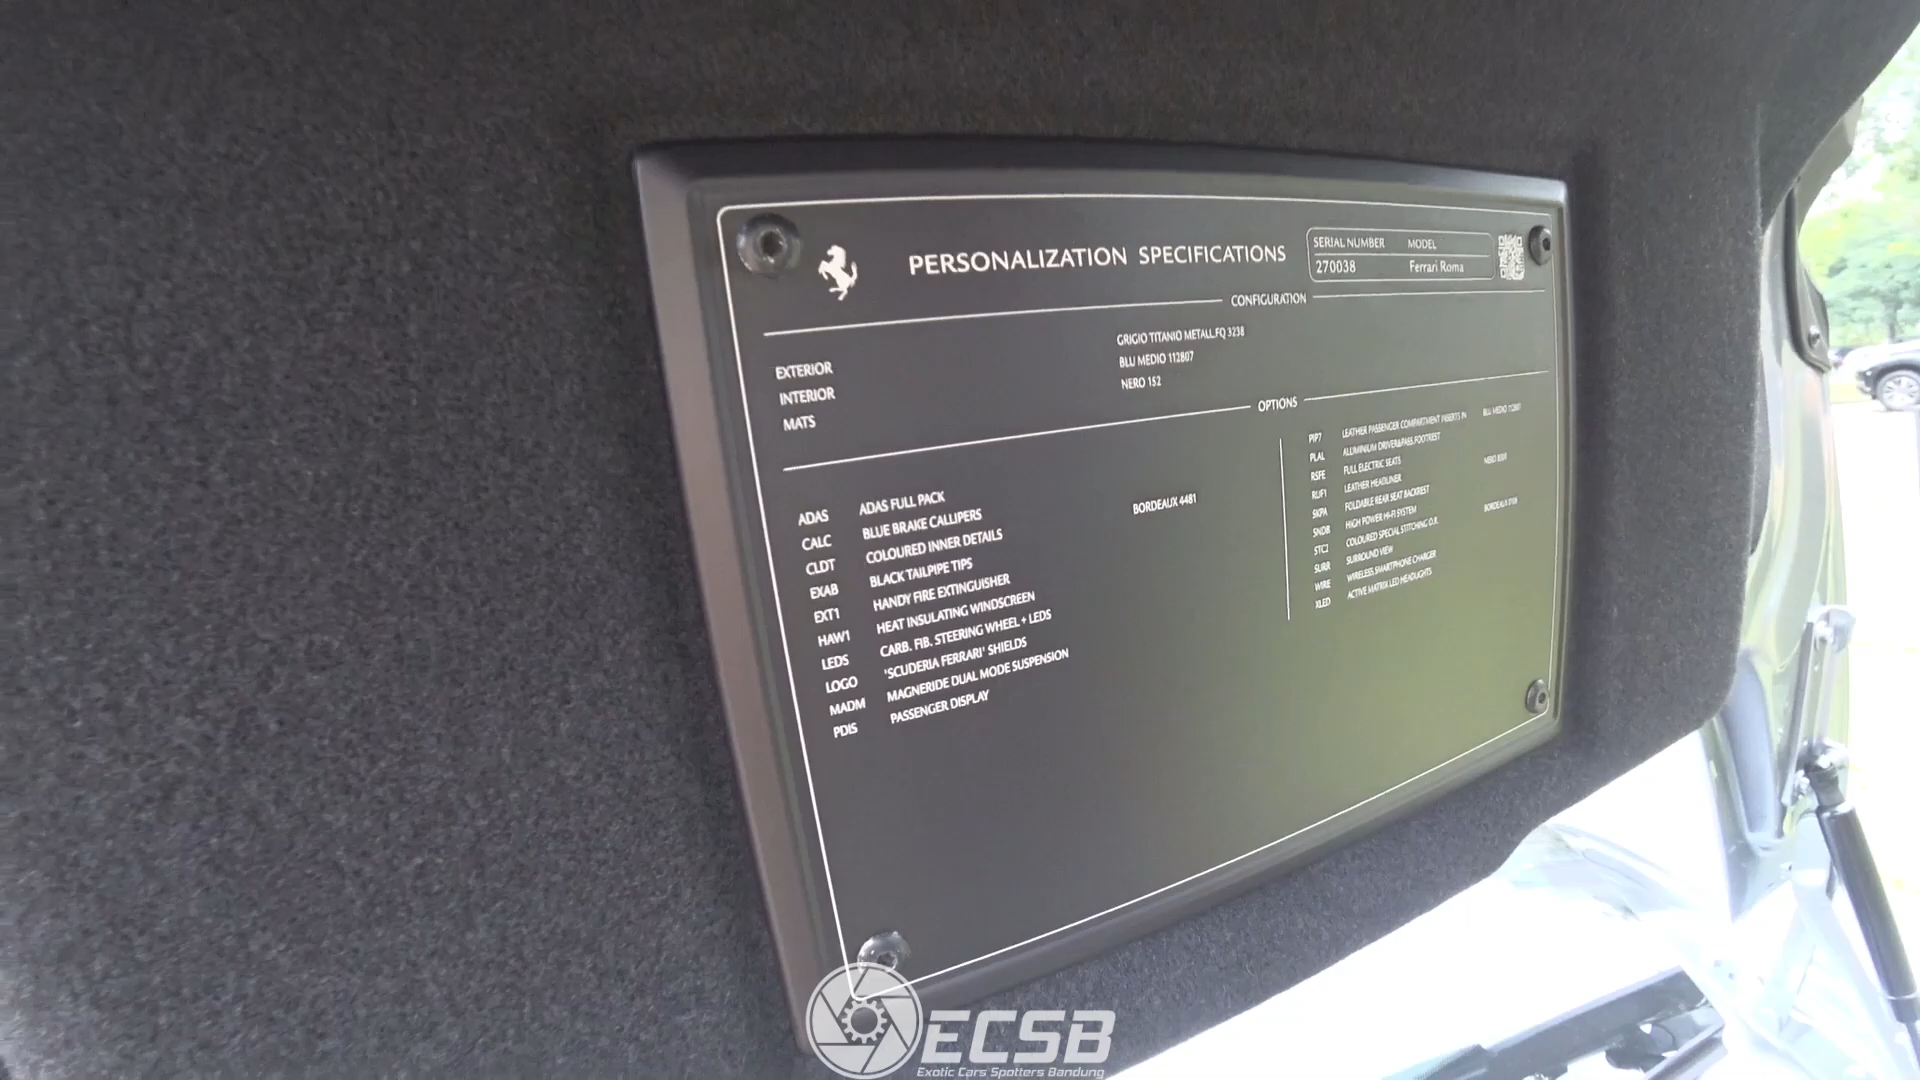 PERSONALIZATION SPECIFICATIONS
SERIAL NUMBER MODEL
270038 Ferrari Roma
CONFIGURATION
EXTERIOR GRIGIO TITANIO METALL.FQ 3238
INTERIOR BLU MEDIO 112807
MATS NERO 152
OPTIONS
ADAS ADAS FULL PACK
CALC BLUE BRAKE CALLIPERS
CLDT COLOURED INNER DETAILS BORDEAUX 4481
EXAB BLACK TAILPIPE TIPS
EXT1 HANDY FIRE EXTINGUISHER
HAW1 HEAT INSULATING WINDSCREEN
LEDS CARB. FIB. STEERING WHEEL + LEDS
LOGO 'SCUDERIA FERRARI' SHIELDS
MADM MAGNERIDE DUAL MODE SUSPENSION
PDIS PASSENGER DISPLAY
PIP7 LEATHER PASSENGER COMPARTMENT INSERTS IN BLU MEDIO 112807
PLAL ALUMINIUM DRIVER&PASS.FOOTREST
RSFE FULL ELECTRIC SEATS
RUF1 LEATHER HEADLINER NERO
SKPA FOLDABLE REAR SEAT BACKREST
SNDB HIGH POWER HI-FI SYSTEM
STC2 COLOURED SPECIAL STITCHING O.R. BORDEAUX
SURR SURROUND VIEW
WIRE WIRELESS SMARTPHONE CHARGER
XLED ACTIVE MATRIX LED HEADLIGHTS
ECSB
Exotic Cars Spotters Bandung